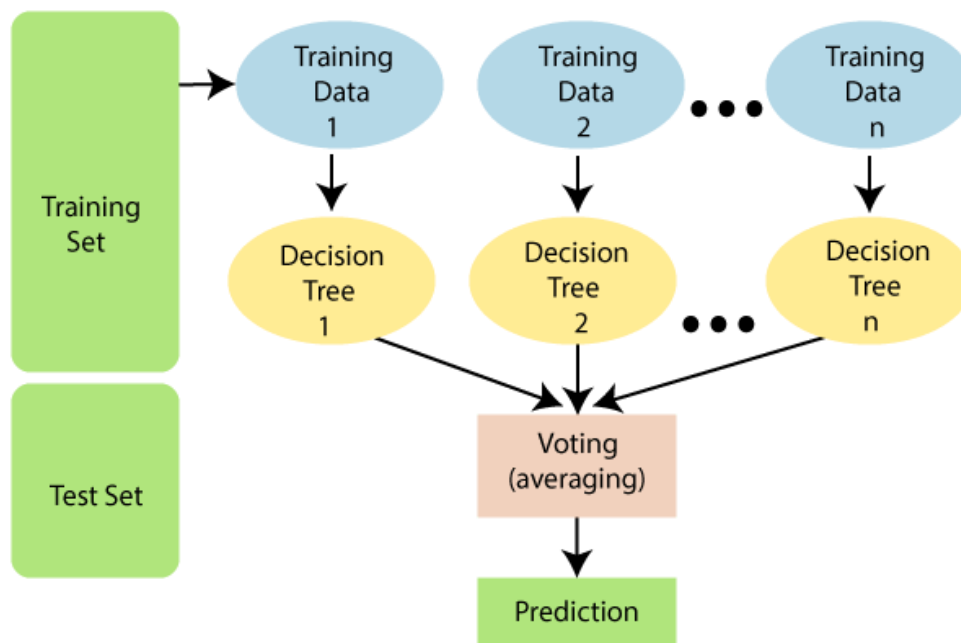 Training
Set
Training
Data
1
Training
Data
2
Training
Data
n
Decision
Tree
1
Decision
Tree
2
Decision
Tree
n
Test Set
Voting
(averaging)
Prediction